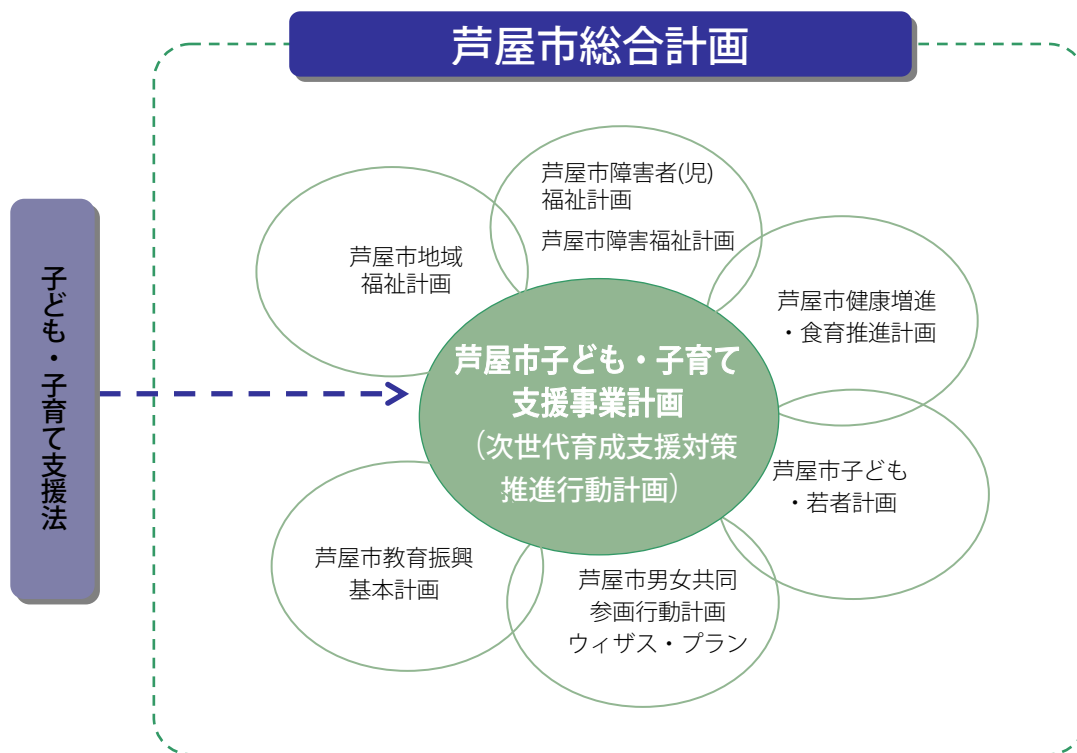 芦屋市総合計画
子ども・子育て支援法
芦屋市障害者(児)
福祉計画
芦屋市障害福祉計画
芦屋市地域
福祉計画
芦屋市健康増進
・食育推進計画
芦屋市子ども・子育て
支援事業計画
(次世代育成支援対策
推進行動計画)
芦屋市子ども
・若者計画
芦屋市教育振興
基本計画
芦屋市男女共同
参画行動計画
ウィザス・プラン